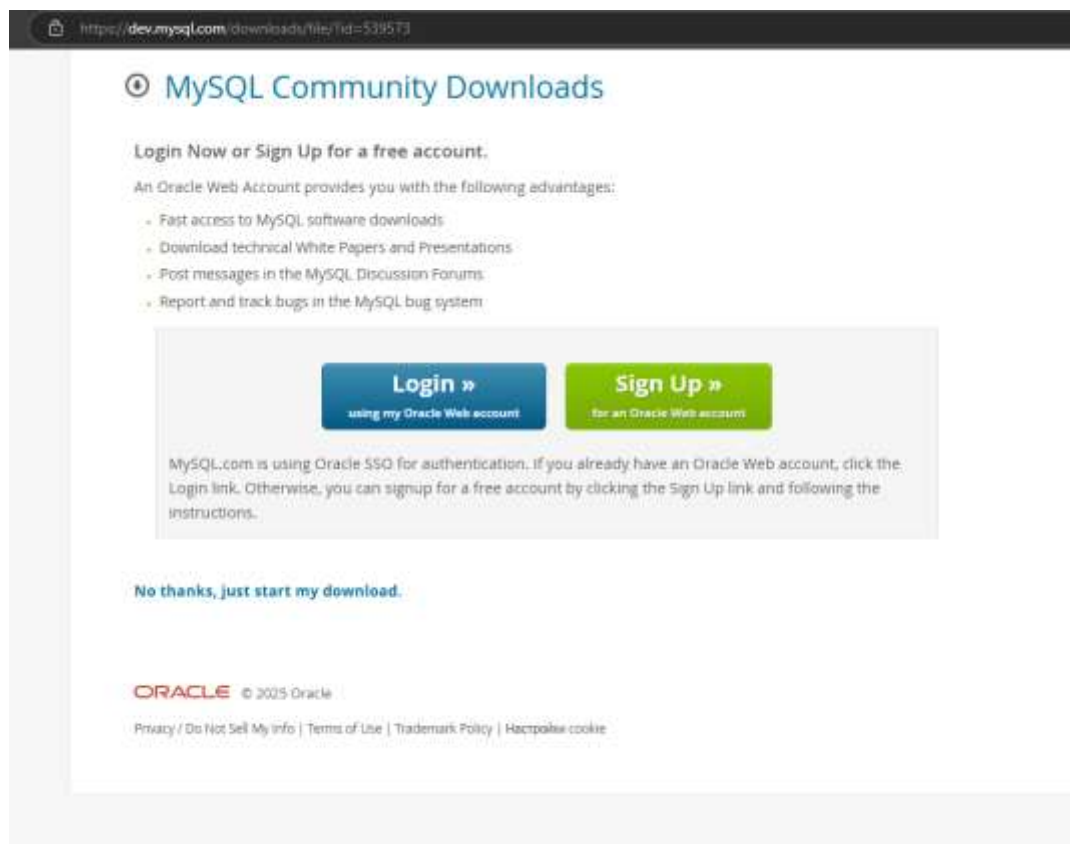 https://dev.mysql.com/downloads/file/?id=539573
MySQL Community Downloads
Login Now or Sign Up for a free account.
An Oracle Web Account provides you with the following advantages:
Fast access to MySQL software downloads
Download technical White Papers and Presentations
Post messages in the MySQL Discussion Forums
Report and track bugs in the MySQL bug system
Login »
using my Oracle Web account
Sign Up »
for an Oracle Web account
MySQL.com is using Oracle SSO for authentication. If you already have an Oracle Web account, click the
Login link. Otherwise, you can signup for a free account by clicking the Sign Up link and following the
instructions.
No thanks, just start my download.
ORACLE © 2025 Oracle
Privacy / Do Not Sell My Info | Terms of Use | Trademark Policy | Настройки cookie